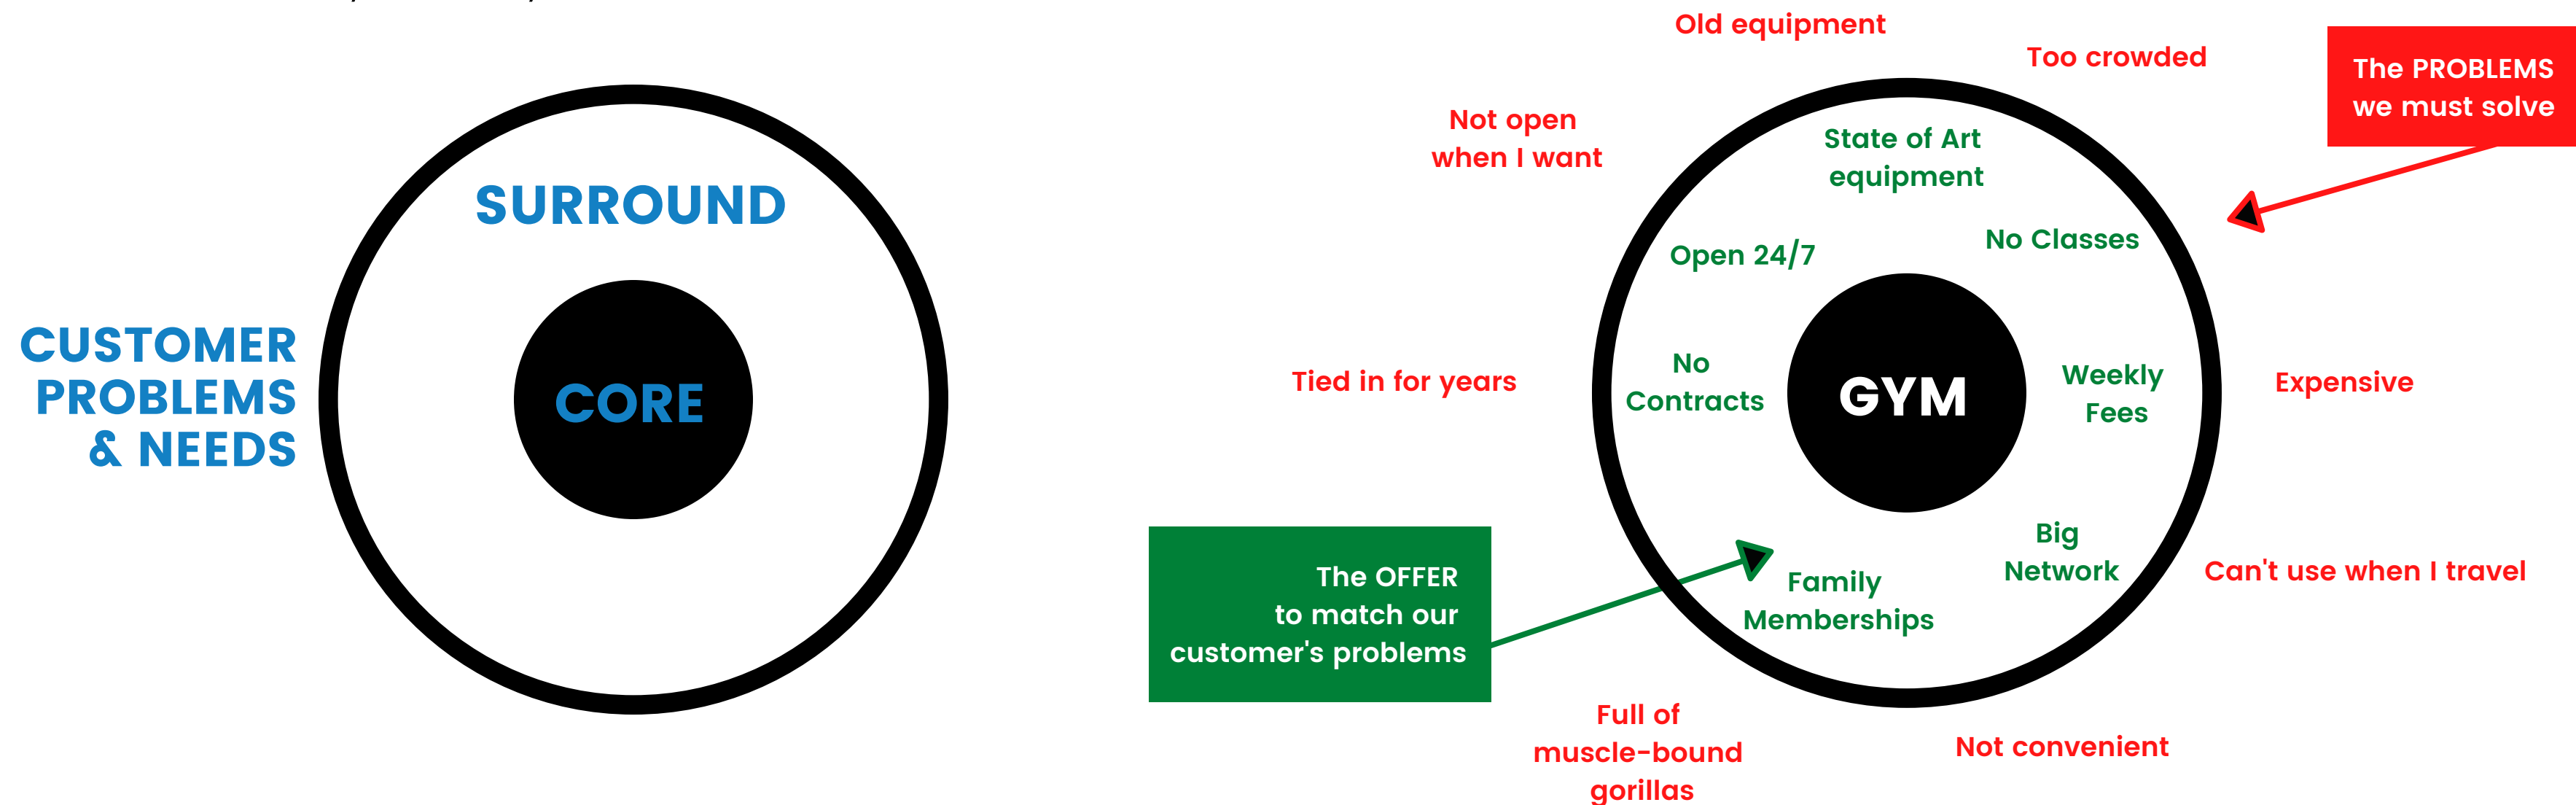 SURROUND
CORE
CUSTOMER
PROBLEMS
& NEEDS
Old equipment
Too crowded
The PROBLEMS
we must solve
Not open
when I want
State of Art
equipment
No Classes
Open 24/7
No
Contracts
GYM
Weekly
Fees
Tied in for years
Expensive
Big
Network
Can't use when I travel
Family
Memberships
The OFFER
to match our
customer's problems
Full of
muscle-bound
gorillas
Not convenient